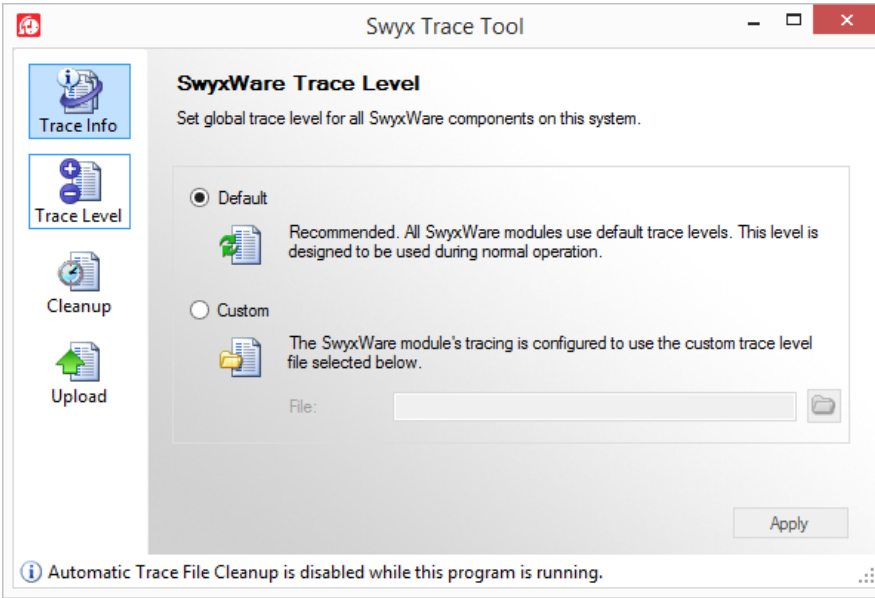 Swyx Trace Tool
Trace Info
Trace Level
Cleanup
Upload
SwyxWare Trace Level
Set global trace level for all SwyxWare components on this system.
Default
Recommended. All SwyxWare modules use default trace levels. This level is
designed to be used during normal operation.
Custom
The SwyxWare module's tracing is configured to use the custom trace level
file selected below.
File:
Apply
Automatic Trace File Cleanup is disabled while this program is running.